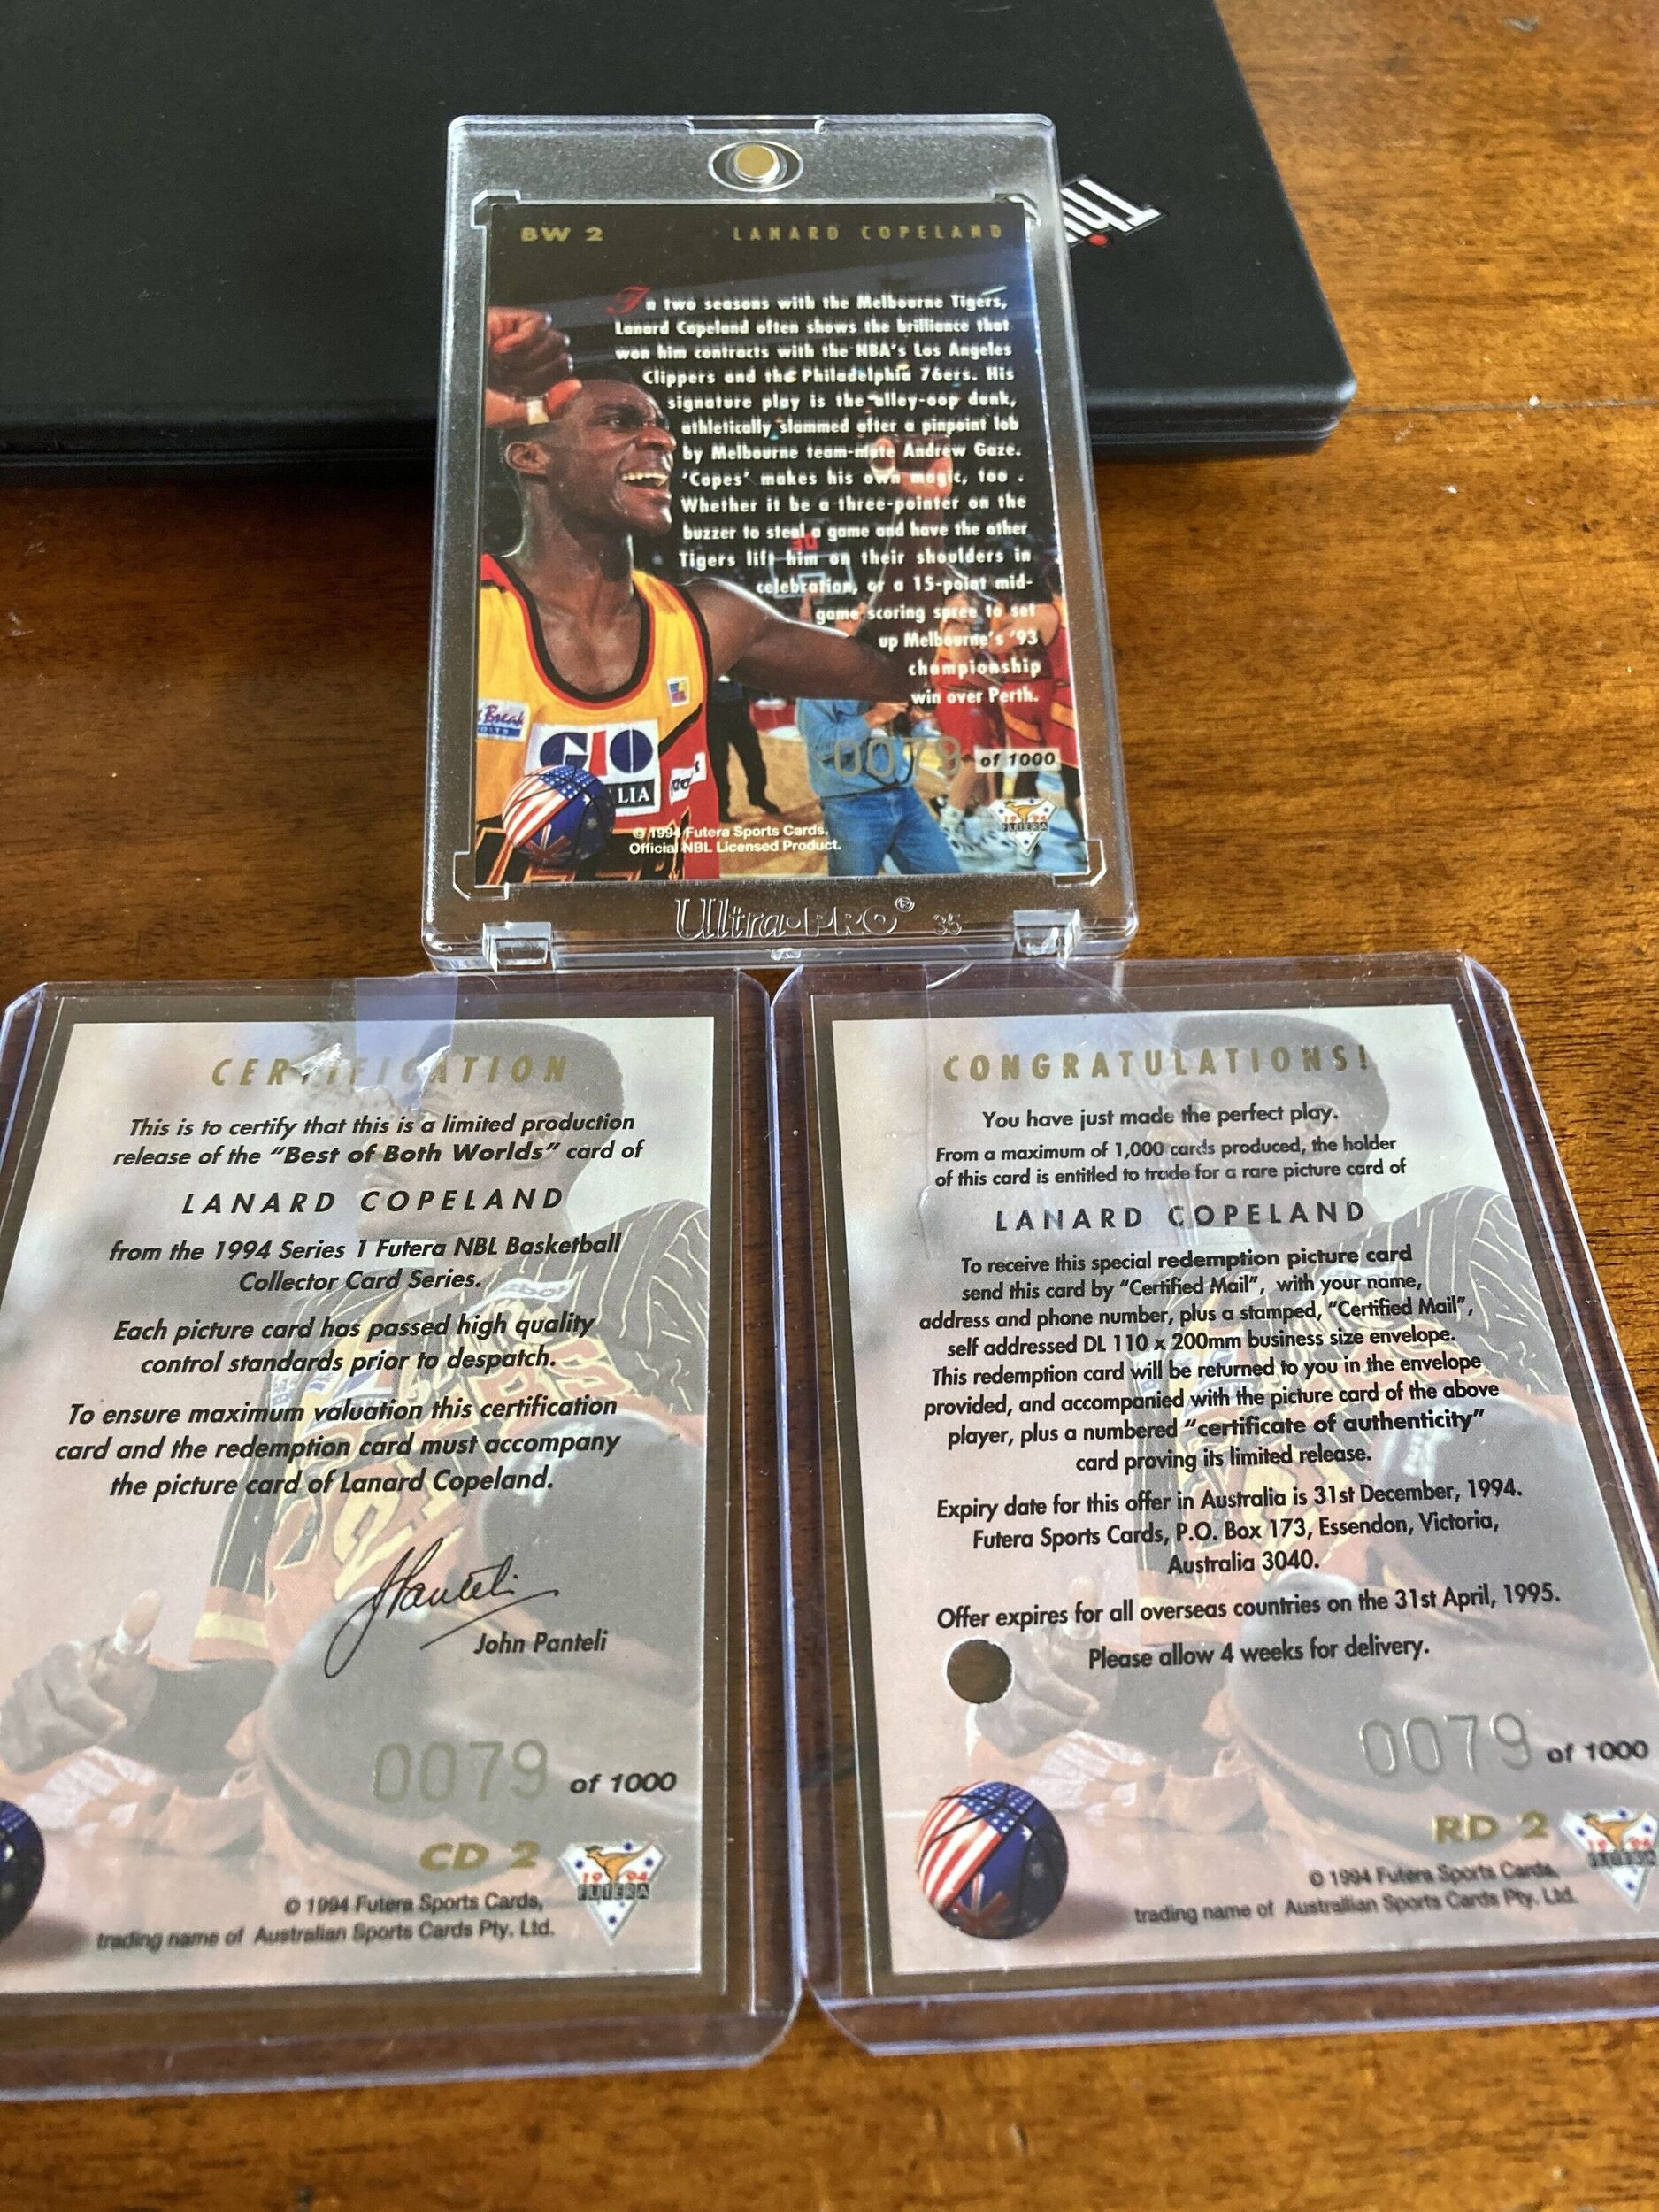 BW 2
LANARD COPELAND
In two seasons with the Melbourne Tigers,
Lanard Copeland often shows the brilliance that
won him contracts with the NBA's Los Angeles
Clippers and the Philadelphia 76ers. His
signature play is the alley-oop dunk,
athletically slammed after a pinpoint lob
by Melbourne team-mate Andrew Gaze.
'Copes' makes his own magic, too .
Whether it be a three-pointer on the
buzzer to steal a game and have the other
Tigers lift him on their shoulders in
celebration, or a 15-point mid-
game scoring spree to set
up Melbourne's '93
championship
win over Perth.
Break
GIO
LIA
0079 of 1000
1994
FUTERA
© 1994 Futera Sports Cards.
Official NBL Licensed Product.
Ultra·PRO® 35
CERTIFICATION
This is to certify that this is a limited production
release of the "Best of Both Worlds" card of
LANARD COPELAND
from the 1994 Series 1 Futera NBL Basketball
Collector Card Series.
Each picture card has passed high quality
control standards prior to despatch.
To ensure maximum valuation this certification
card and the redemption card must accompany
the picture card of Lanard Copeland.
JPanteli
John Panteli
0079 of 1000
CD 2
1994
FUTERA
© 1994 Futera Sports Cards,
trading name of Australian Sports Cards Pty. Ltd.
CONGRATULATIONS!
You have just made the perfect play.
From a maximum of 1,000 cards produced, the holder
of this card is entitled to trade for a rare picture card of
LANARD COPELAND
To receive this special redemption picture card
send this card by "Certified Mail", with your name,
address and phone number, plus a stamped, "Certified Mail",
self addressed DL 110 x 200mm business size envelope.
This redemption card will be returned to you in the envelope
provided, and accompanied with the picture card of the above
player, plus a numbered "certificate of authenticity"
card proving its limited release.
Expiry date for this offer in Australia is 31st December, 1994.
Futera Sports Cards, P.O. Box 173, Essendon, Victoria,
Australia 3040.
Offer expires for all overseas countries on the 31st April, 1995.
Please allow 4 weeks for delivery.
0079 of 1000
RD 2
1994
FUTERA
© 1994 Futera Sports Cards,
trading name of Australian Sports Cards Pty. Ltd.